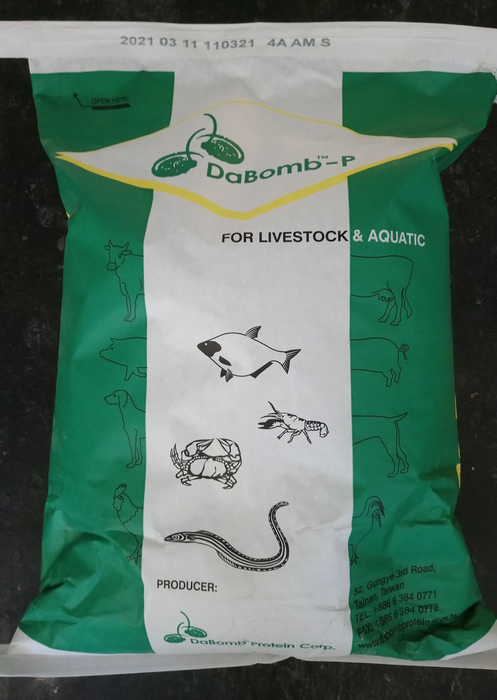 2021 03 11 110321 4A AM S
OPEN HERE
DaBomb™-P
FOR LIVESTOCK & AQUATIC
PRODUCER:
52, Gungye 3rd Road,
Tainan, Taiwan
TEL: +886 6 384 0771
FAX: +886 6 384 0772
DaBomb™ Protein Corp.